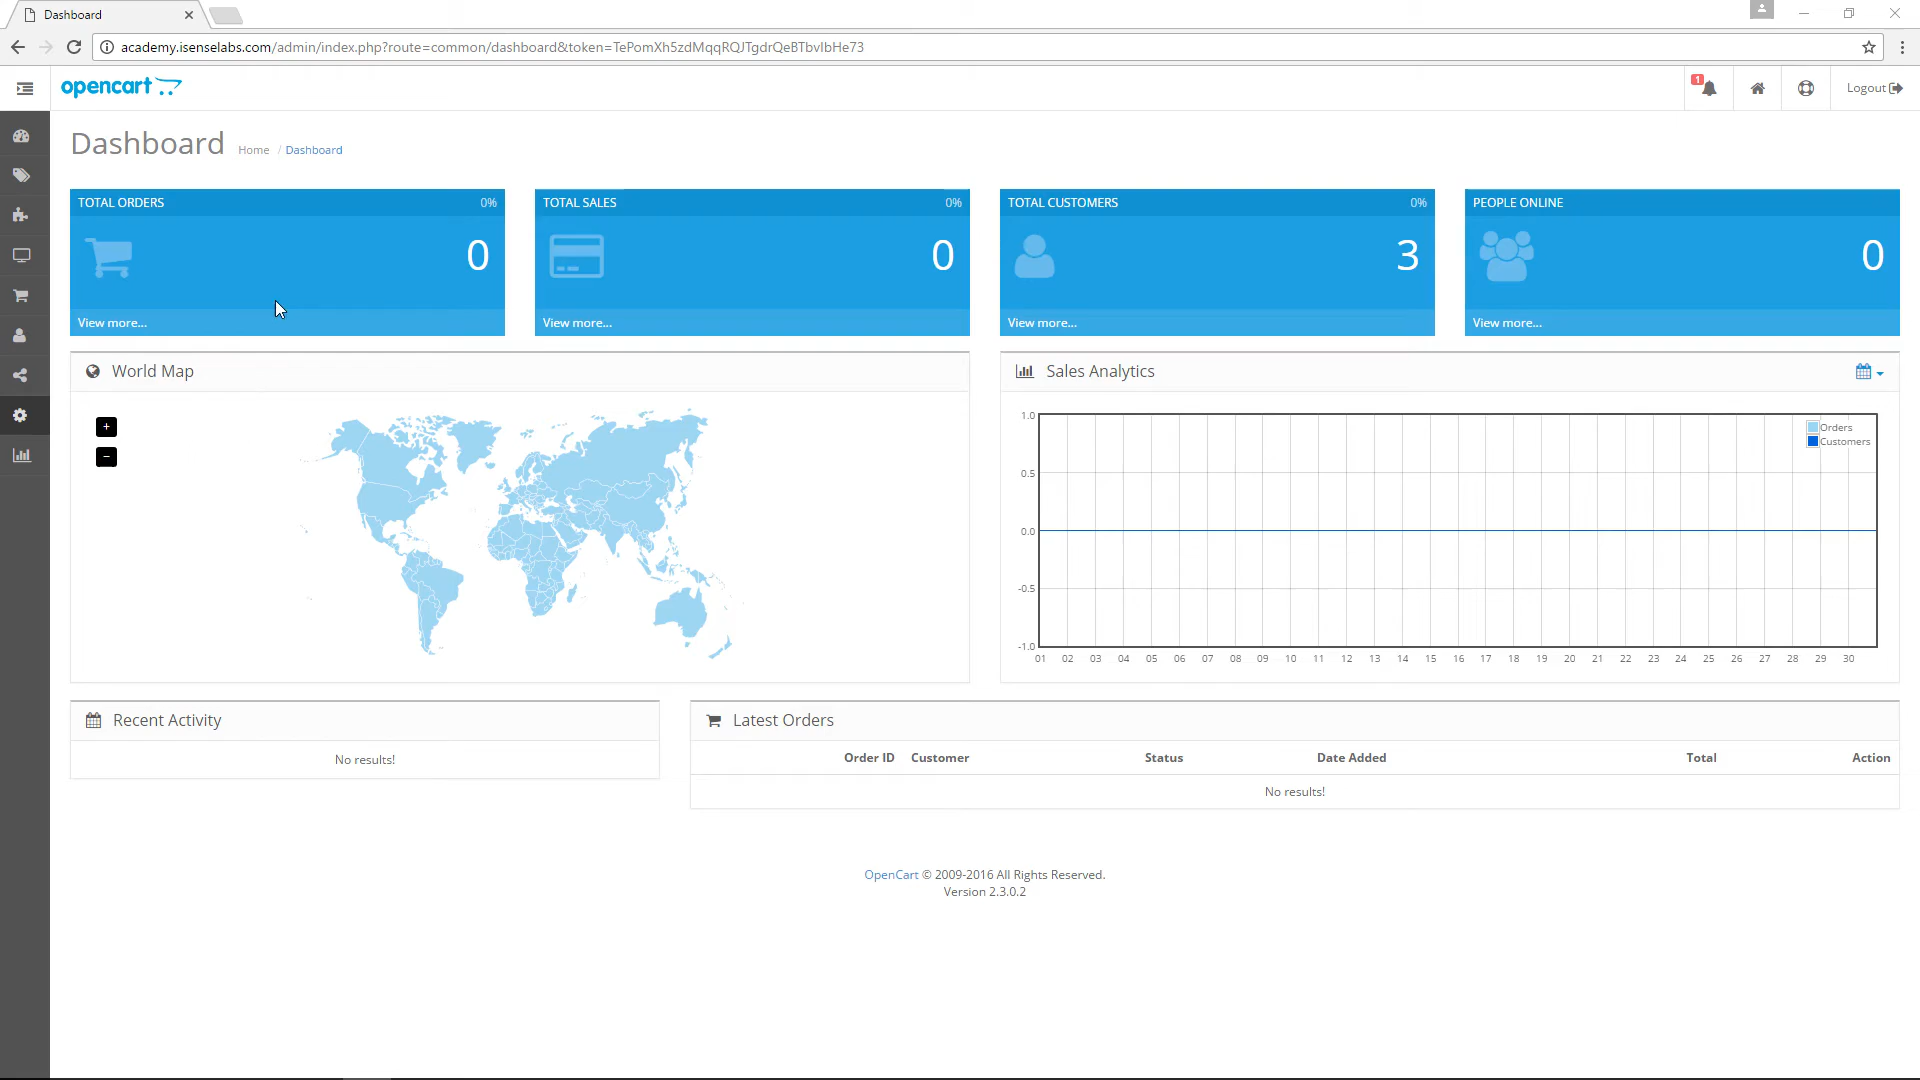 Dashboard
academy.isenselabs.com/admin/index.php?route=common/dashboard&token=TePomXh5zdMqqRQJTgdrQeBTbvlbHe73
opencart
1
Logout
Dashboard Home / Dashboard
TOTAL ORDERS 0%
0
View more...
TOTAL SALES 0%
0
View more...
TOTAL CUSTOMERS 0%
3
View more...
PEOPLE ONLINE
0
View more...
World Map
+
−
Sales Analytics
Orders
Customers
1.0
0.5
0.0
-0.5
-1.0
01 02 03 04 05 06 07 08 09 10 11 12 13 14 15 16 17 18 19 20 21 22 23 24 25 26 27 28 29 30
Recent Activity
No results!
Latest Orders
Order ID Customer Status Date Added Total Action
No results!
OpenCart © 2009-2016 All Rights Reserved.
Version 2.3.0.2